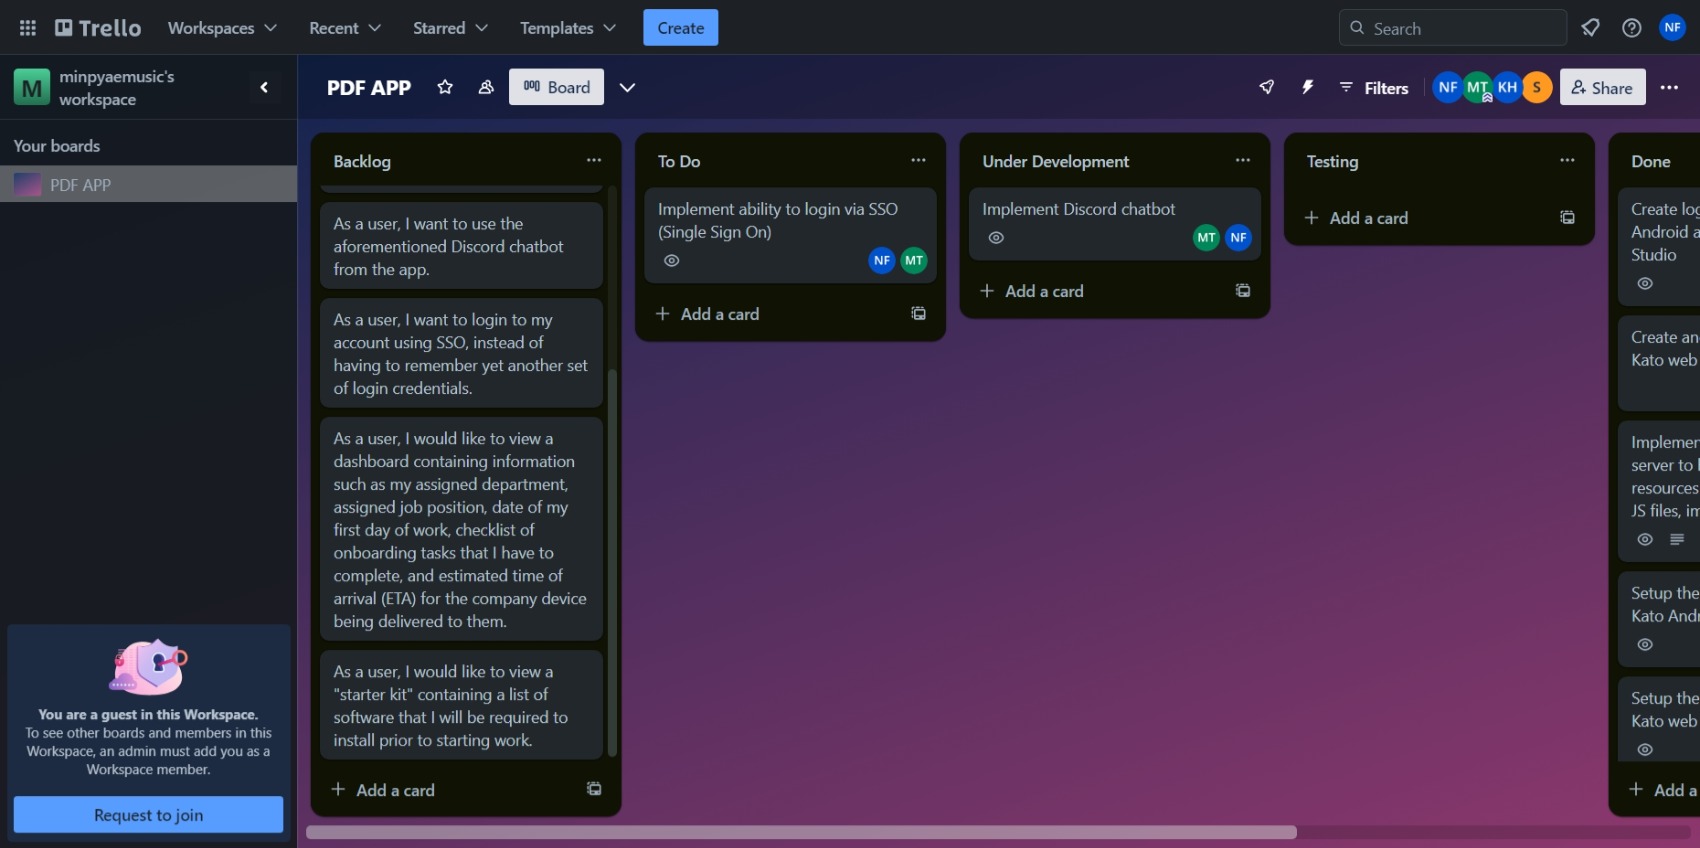 Trello
Workspaces
Recent
Starred
Templates
Create
Search
NF
M
minpyaemusic's
workspace
PDF APP
Board
Filters
NF
MT
KH
S
Share
Your boards
PDF APP
You are a guest in this Workspace.
To see other boards and members in this
Workspace, an admin must add you as a
Workspace member.
Request to join
Backlog
As a user, I want to use the
aforementioned Discord chatbot
from the app.
As a user, I want to login to my
account using SSO, instead of
having to remember yet another set
of login credentials.
As a user, I would like to view a
dashboard containing information
such as my assigned department,
assigned job position, date of my
first day of work, checklist of
onboarding tasks that I have to
complete, and estimated time of
arrival (ETA) for the company device
being delivered to them.
As a user, I would like to view a
"starter kit" containing a list of
software that I will be required to
install prior to starting work.
Add a card
To Do
Implement ability to login via SSO
(Single Sign On)
NF
MT
Add a card
Under Development
Implement Discord chatbot
MT
NF
Add a card
Testing
Add a card
Done
Create
Android
Studio
Create
Kato web
server to
resources
JS files,
Setup the
Kato
Setup the
Kato web
Add a